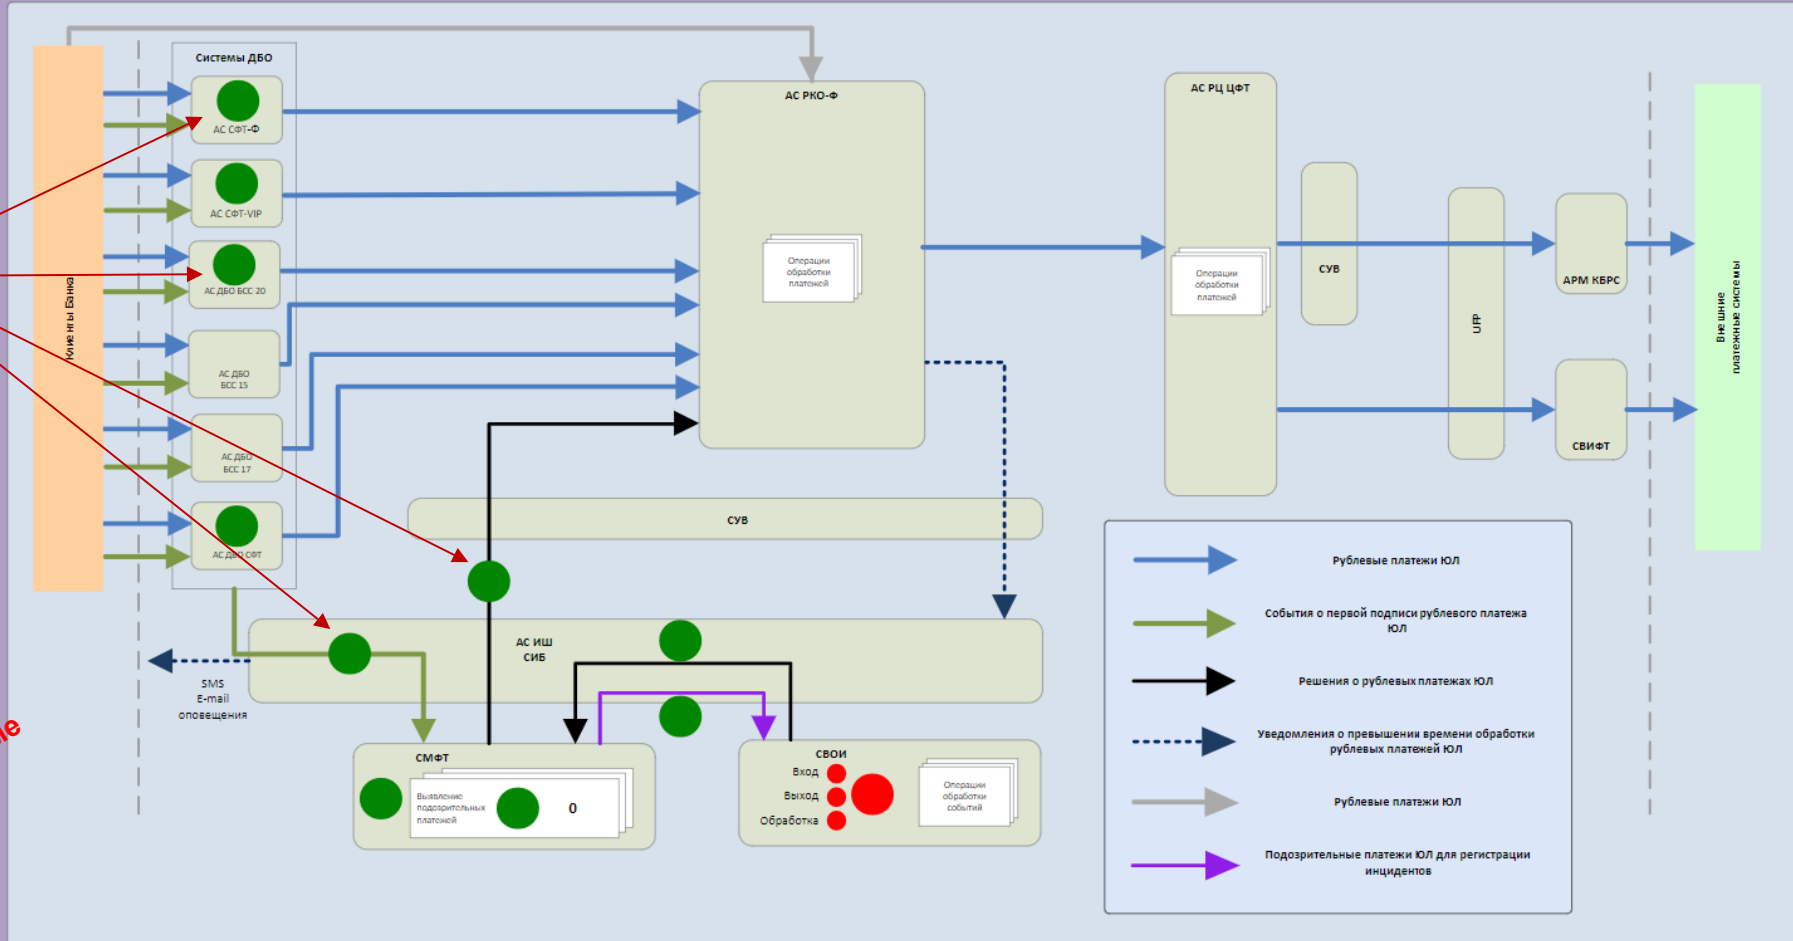 Системы ДБО
АС СФТ-Ф
АС СФТ-VIP
АС ДБО БСС 20
АС ДБО
БСС 15
АС ДБО
БСС 17
АС ДБО СФТ
Клиенты Банка
АС РКО-Ф
Операции
обработки
платежей
АС РЦ ЦФТ
Операции
обработки
платежей
СУВ
UFP
АРМ КБРС
СВИФТ
Внешние
платежные системы
СУВ
АС ИШ
СИБ
SMS
E-mail
оповещения
СМФТ
Выявление
подозрительных
платежей
0
СВОИ
Вход
Выход
Обработка
Операции
обработки
событий
Рублевые платежи ЮЛ
События о первой подписи рублевого платежа
ЮЛ
Решения о рублевых платежах ЮЛ
Уведомления о превышении времени обработки
рублевых платежей ЮЛ
Рублевые платежи ЮЛ
Подозрительные платежи ЮЛ для регистрации
инцидентов